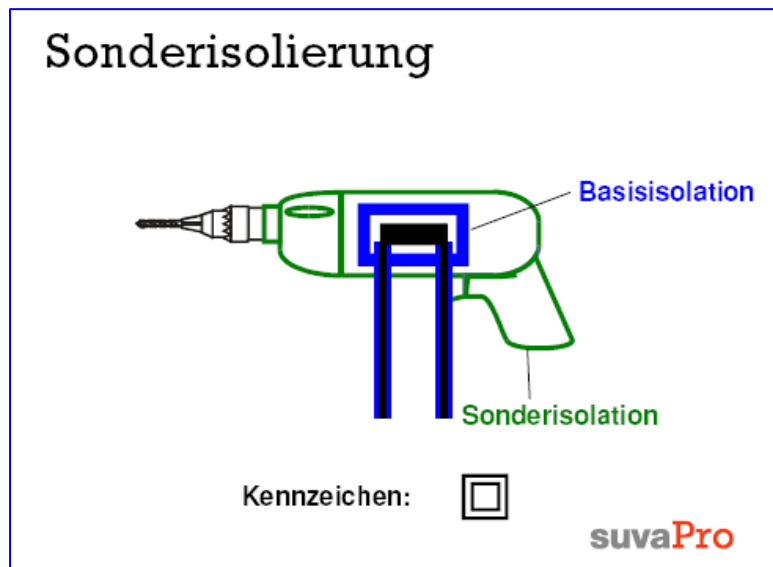 Sonderisolierung
Basisisolation
Sonderisolation
Kennzeichen:
suvaPro